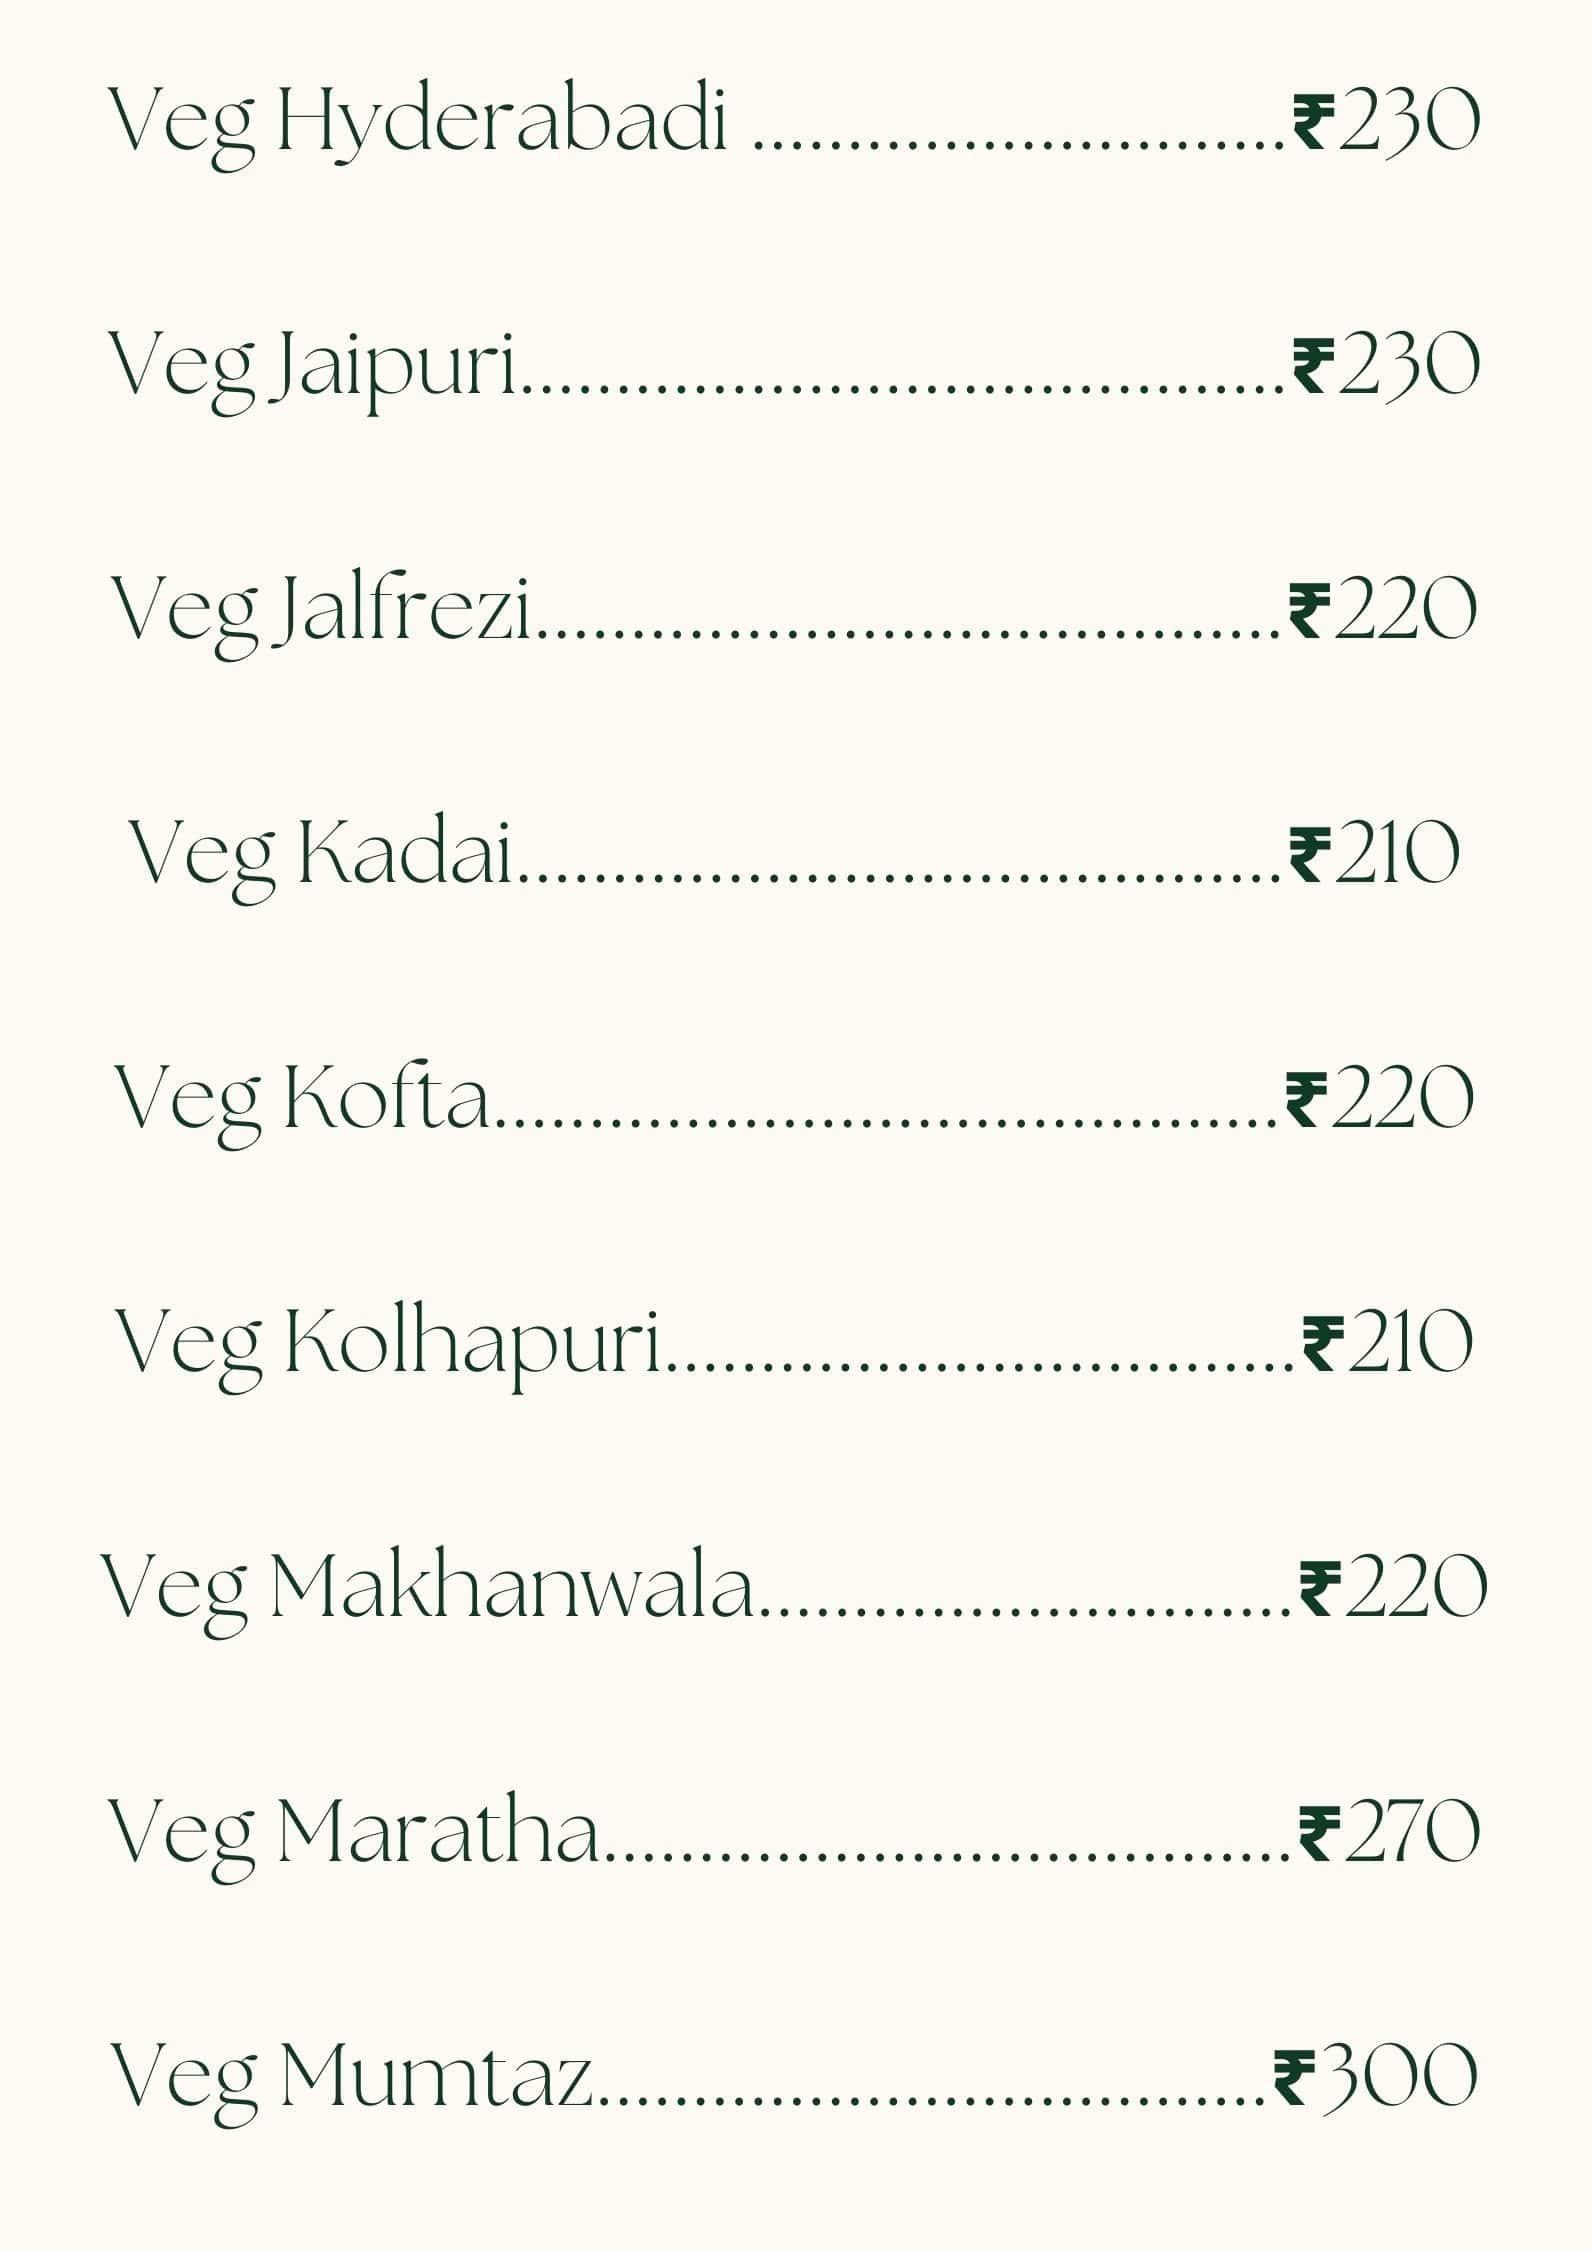 Veg Hyderabadi ............................₹230
Veg Jaipuri........................................₹230
Veg Jalfrezi.......................................₹220
Veg Kadai........................................₹210
Veg Kofta.........................................₹220
Veg Kolhapuri.................................₹210
Veg Makhanwala............................₹220
Veg Maratha....................................₹270
Veg Mumtaz...................................₹300